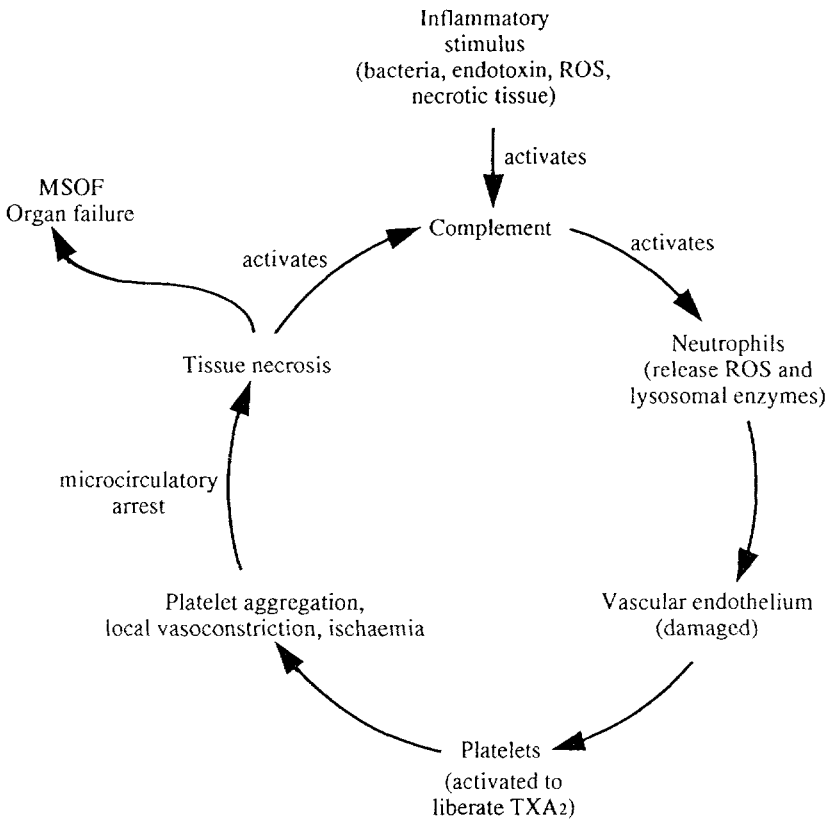 Inflammatory
stimulus
(bacteria, endotoxin, ROS,
necrotic tissue)
activates
MSOF
Organ failure
Complement
activates
activates
Neutrophils
(release ROS and
lysosomal enzymes)
Tissue necrosis
microcirculatory
arrest
Vascular endothelium
(damaged)
Platelet aggregation,
local vasoconstriction, ischaemia
Platelets
(activated to
liberate TXA2)